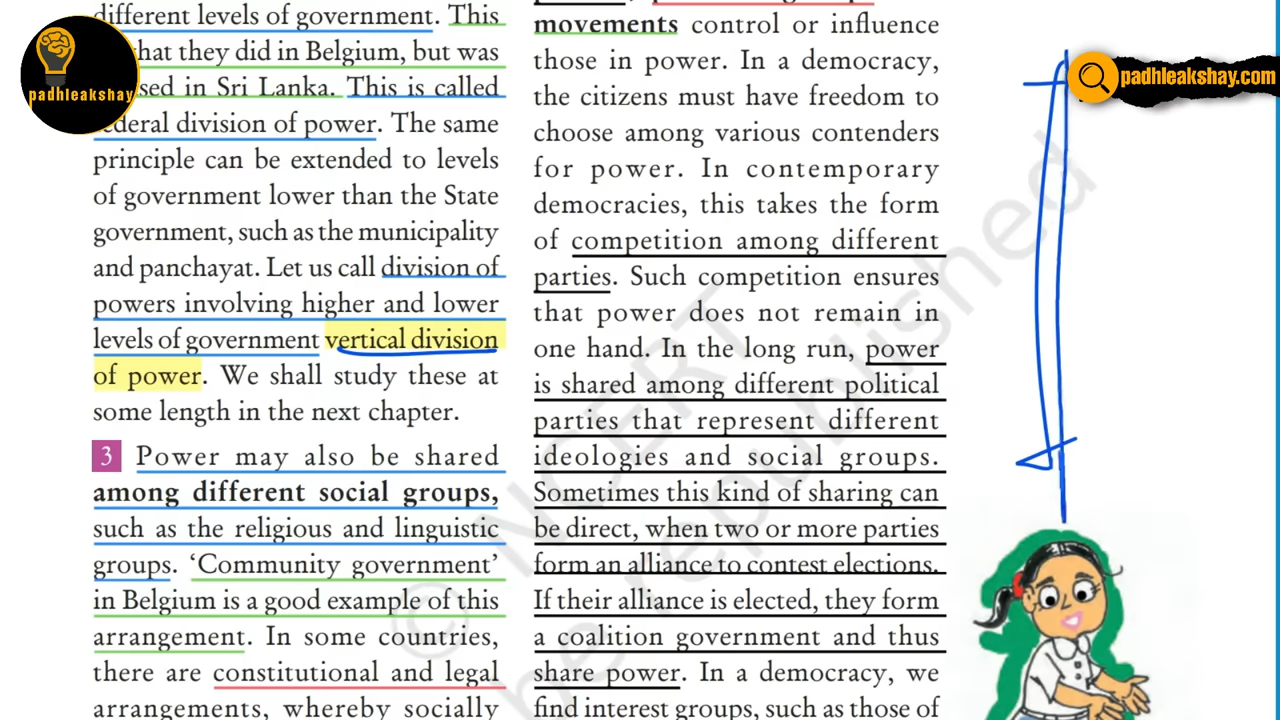 different levels of government. This
hat they did in Belgium, but was
sed in Sri Lanka. This is called
ederal division of power. The same
principle can be extended to levels
of government lower than the State
government, such as the municipality
and panchayat. Let us call division of
powers involving higher and lower
levels of government vertical division
of power. We shall study these at
some length in the next chapter.
3 Power may also be shared
among different social groups,
such as the religious and linguistic
groups. ‘Community government’
in Belgium is a good example of this
arrangement. In some countries,
there are constitutional and legal
arrangements, whereby socially
movements control or influence
those in power. In a democracy,
the citizens must have freedom to
choose among various contenders
for power. In contemporary
democracies, this takes the form
of competition among different
parties. Such competition ensures
that power does not remain in
one hand. In the long run, power
is shared among different political
parties that represent different
ideologies and social groups.
Sometimes this kind of sharing can
be direct, when two or more parties
form an alliance to contest elections.
If their alliance is elected, they form
a coalition government and thus
share power. In a democracy, we
find interest groups, such as those of
padhleakshay
padhleakshay.com
© NCERT
be republished